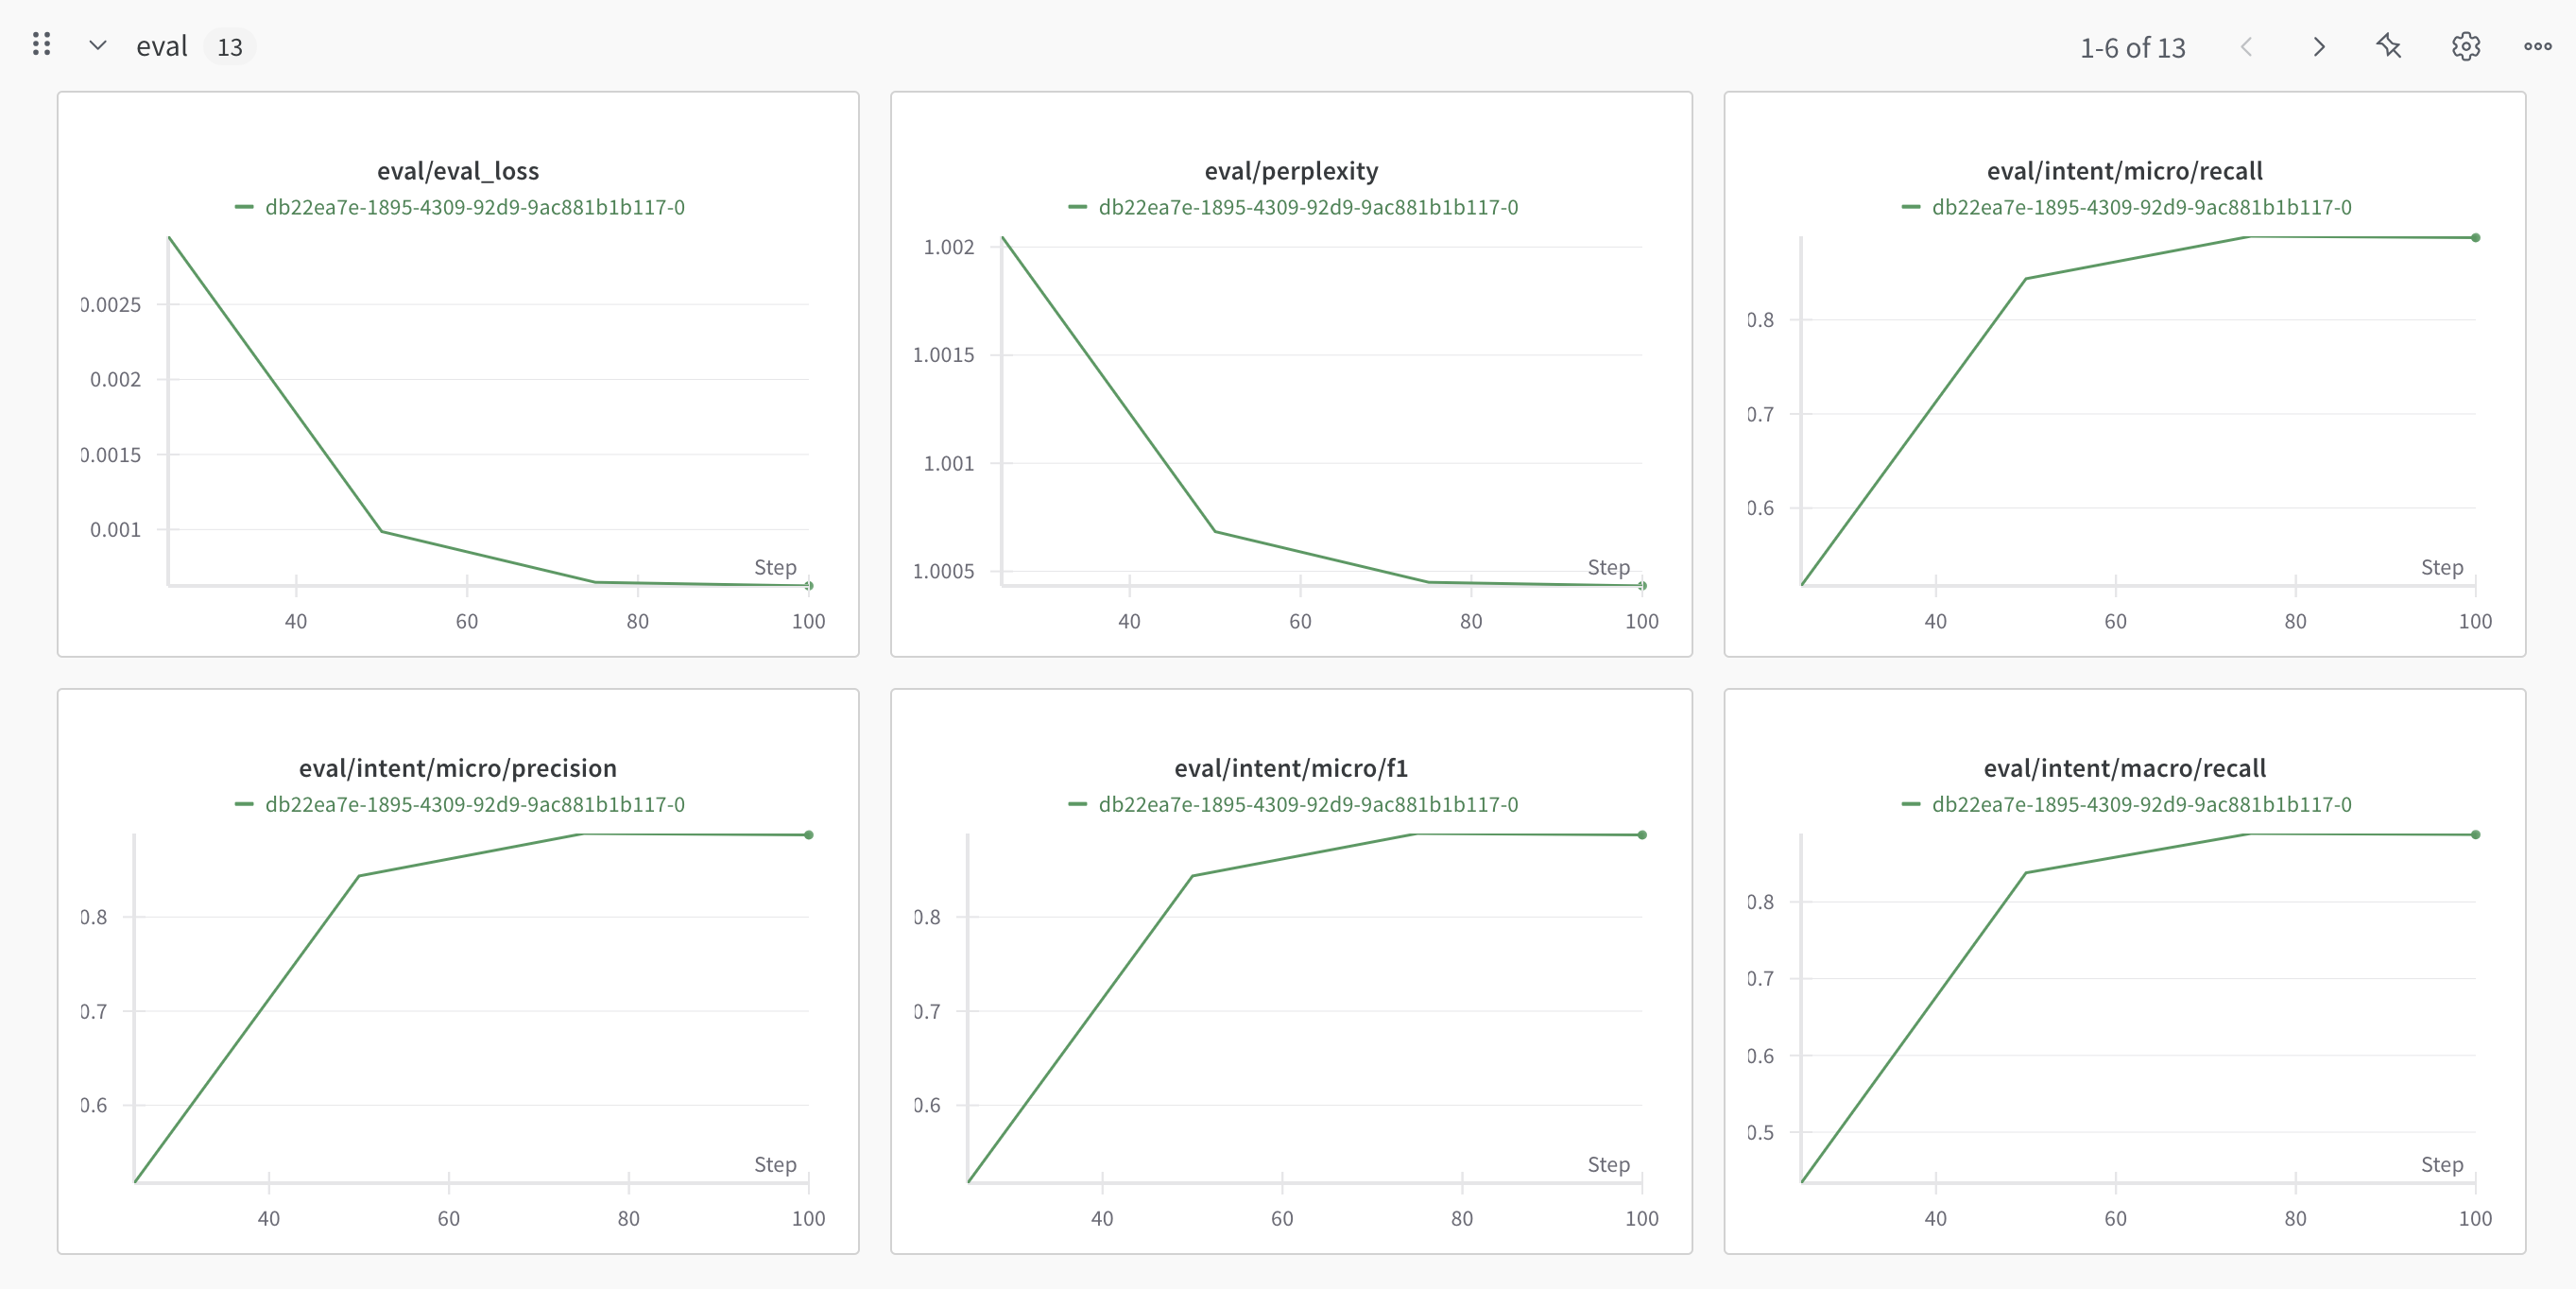 eval 13
1-6 of 13
eval/eval_loss
db22ea7e-1895-4309-92d9-9ac881b1b117-0
0.0025
0.002
0.0015
0.001
Step
40 60 80 100
eval/perplexity
db22ea7e-1895-4309-92d9-9ac881b1b117-0
1.002
1.0015
1.001
1.0005
Step
40 60 80 100
eval/intent/micro/recall
db22ea7e-1895-4309-92d9-9ac881b1b117-0
0.8
0.7
0.6
Step
40 60 80 100
eval/intent/micro/precision
db22ea7e-1895-4309-92d9-9ac881b1b117-0
0.8
0.7
0.6
Step
40 60 80 100
eval/intent/micro/f1
db22ea7e-1895-4309-92d9-9ac881b1b117-0
0.8
0.7
0.6
Step
40 60 80 100
eval/intent/macro/recall
db22ea7e-1895-4309-92d9-9ac881b1b117-0
0.8
0.7
0.6
0.5
Step
40 60 80 100